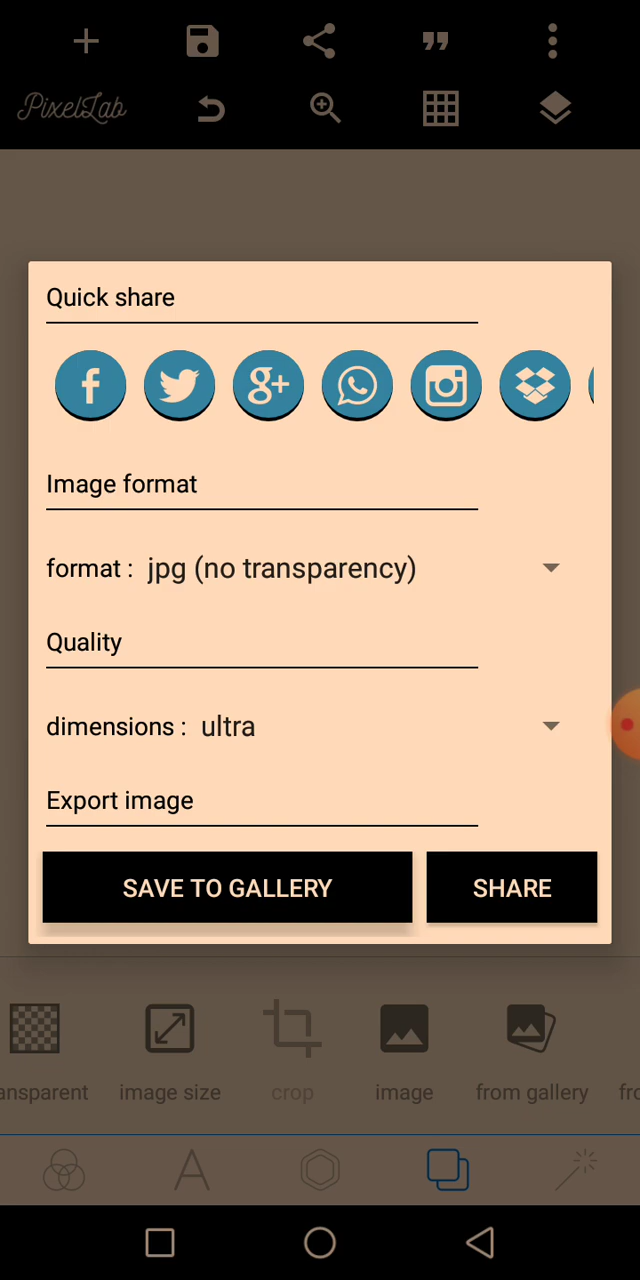 PixelLab
Quick share
g+
Image format
format : jpg (no transparency)
Quality
dimensions : ultra
Export image
SAVE TO GALLERY SHARE
ansparent image size crop image from gallery fro